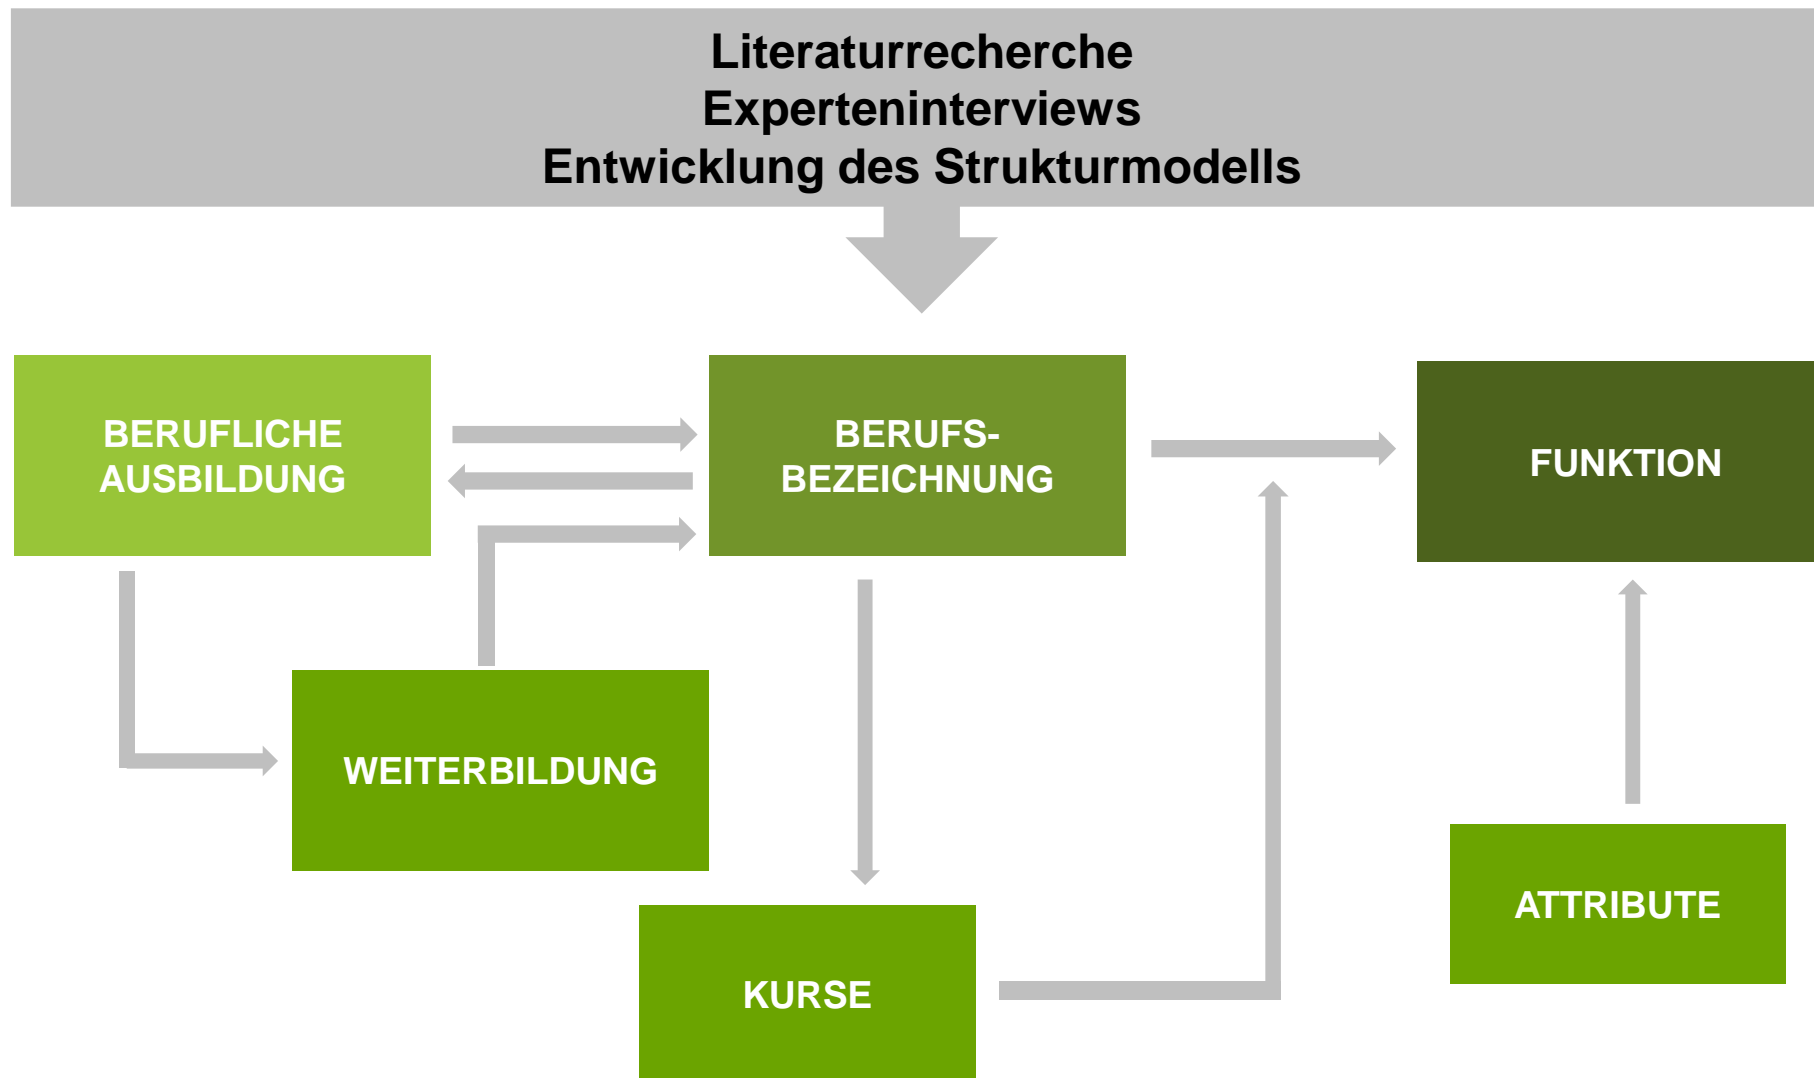 Literaturrecherche
Experteninterviews
Entwicklung des Strukturmodells
BERUFLICHE
AUSBILDUNG
BERUFS-
BEZEICHNUNG
FUNKTION
WEITERBILDUNG
ATTRIBUTE
KURSE